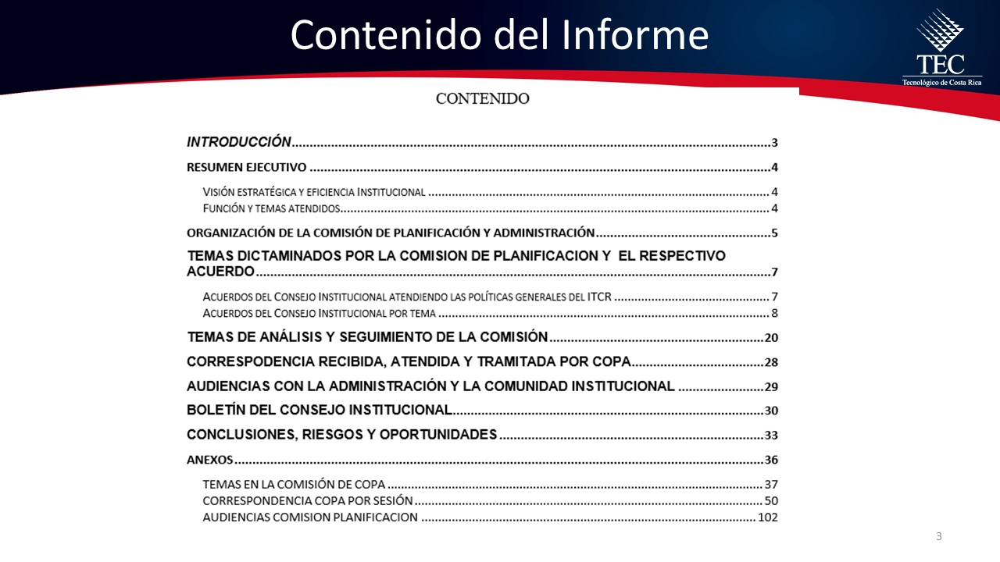 Contenido del Informe
TEC
Tecnológico de Costa Rica
CONTENIDO
INTRODUCCIÓN 3
RESUMEN EJECUTIVO 4
VISIÓN ESTRATÉGICA Y EFICIENCIA INSTITUCIONAL 4
FUNCIÓN Y TEMAS ATENDIDOS 4
ORGANIZACIÓN DE LA COMISIÓN DE PLANIFICACIÓN Y ADMINISTRACIÓN 5
TEMAS DICTAMINADOS POR LA COMISION DE PLANIFICACION Y EL RESPECTIVO
ACUERDO 7
ACUERDOS DEL CONSEJO INSTITUCIONAL ATENDIENDO LAS POLÍTICAS GENERALES DEL ITCR 7
ACUERDOS DEL CONSEJO INSTITUCIONAL POR TEMA 8
TEMAS DE ANÁLISIS Y SEGUIMIENTO DE LA COMISIÓN 20
CORRESPODENCIA RECIBIDA, ATENDIDA Y TRAMITADA POR COPA 28
AUDIENCIAS CON LA ADMINISTRACIÓN Y LA COMUNIDAD INSTITUCIONAL 29
BOLETÍN DEL CONSEJO INSTITUCIONAL 30
CONCLUSIONES, RIESGOS Y OPORTUNIDADES 33
ANEXOS 36
TEMAS EN LA COMISIÓN DE COPA 37
CORRESPONDENCIA COPA POR SESIÓN 50
AUDIENCIAS COMISION PLANIFICACION 102
3